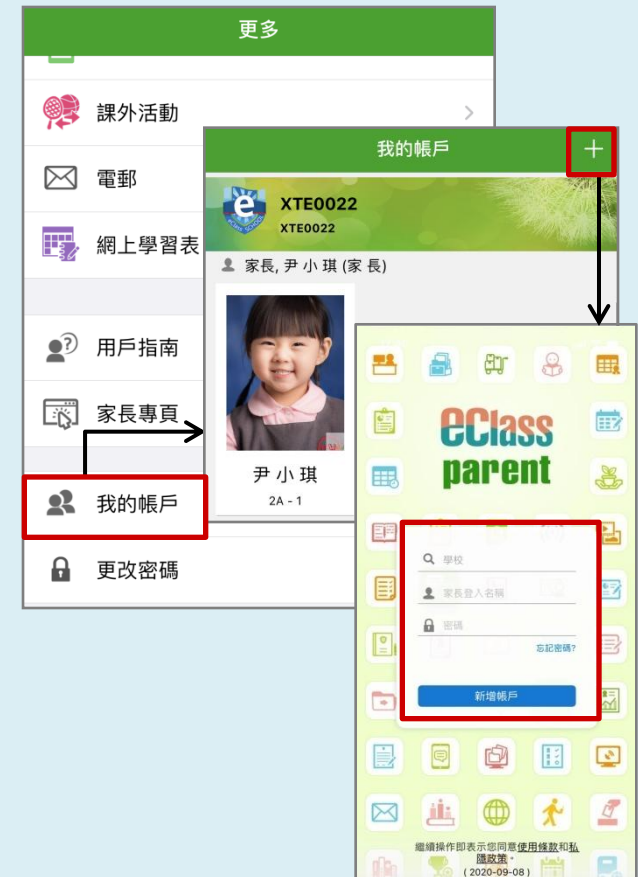 更多
課外活動
電郵
網上學習表
用戶指南
家長專頁
我的帳戶
更改密碼
我的帳戶
XTE0022
XTE0022
家長, 尹 小 琪 (家 長)
尹 小 琪
2A - 1
eClass
parent
學校
家長登入名稱
密碼
忘記密碼?
新增帳戶
繼續操作即表示您同意使用條款和私
隱政策。
( 2020-09-08 )